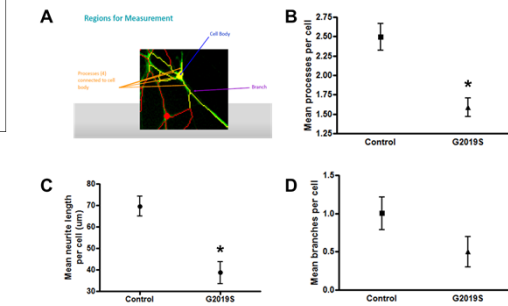 A
Regions for Measurement
Cell Body
Processes (4)
connected to cell
body
Branch
B
Mean processes per cell
2.75
2.50
2.25
2.00
1.75
1.50
1.25
*
Control
G2019S
C
Mean neurite length
per cell (um)
80
70
60
50
40
30
*
Control
G2019S
D
Mean branches per cell
1.5
1.0
0.5
0.0
Control
G2019S